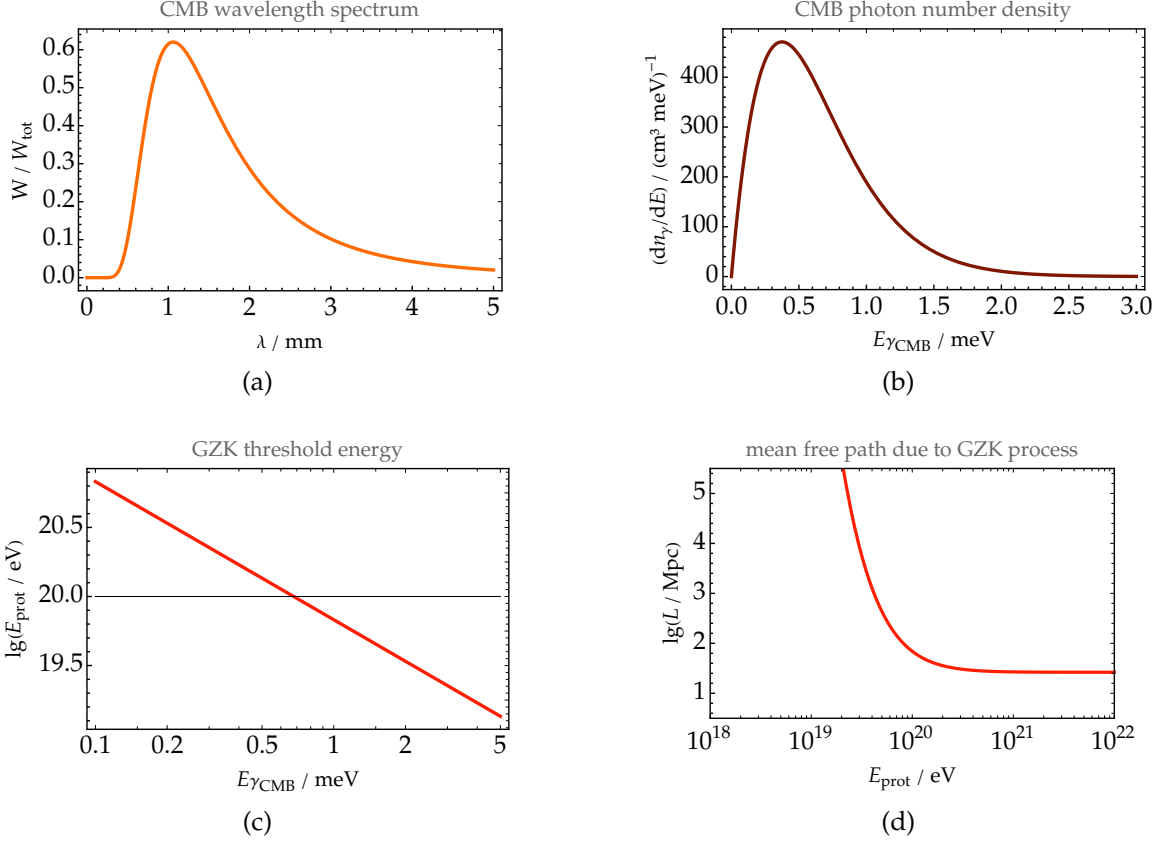 CMB wavelength spectrum
W / W_tot
0.6
0.5
0.4
0.3
0.2
0.1
0.0
0 1 2 3 4 5
λ / mm
(a)
CMB photon number density
(dn_γ/dE) / (cm³ meV)⁻¹
400
300
200
100
0
0.0 0.5 1.0 1.5 2.0 2.5 3.0
Eγ_CMB / meV
(b)
GZK threshold energy
lg(E_prot / eV)
20.5
20.0
19.5
0.1 0.2 0.5 1 2 5
Eγ_CMB / meV
(c)
mean free path due to GZK process
lg(L / Mpc)
5
4
3
2
1
10¹⁸ 10¹⁹ 10²⁰ 10²¹ 10²²
E_prot / eV
(d)